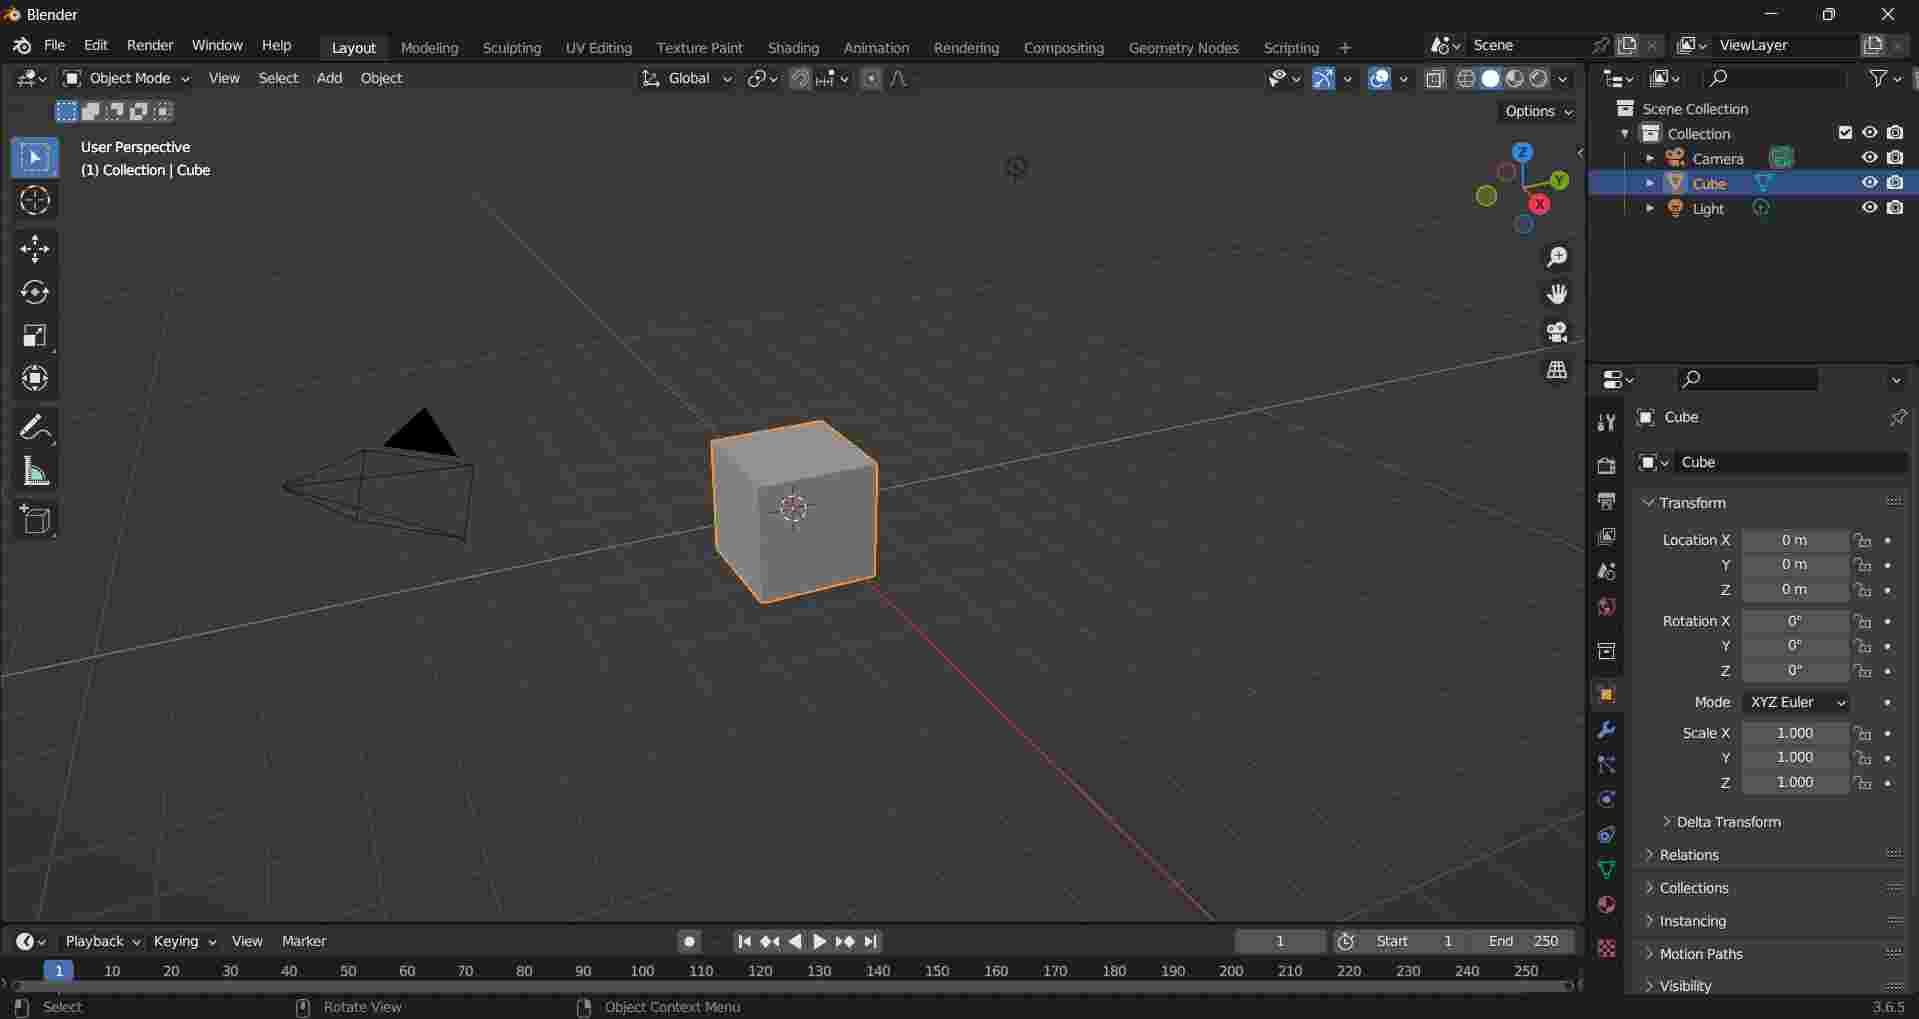 Blender
File Edit Render Window Help Layout Modeling Sculpting UV Editing Texture Paint Shading Animation Rendering Compositing Geometry Nodes Scripting + Scene ViewLayer
Object Mode View Select Add Object Global
Options
User Perspective
(1) Collection | Cube
Z
Y
X
Scene Collection
Collection
Camera
Cube
Light
Cube
Cube
Transform
Location X 0 m
Y 0 m
Z 0 m
Rotation X 0°
Y 0°
Z 0°
Mode XYZ Euler
Scale X 1.000
Y 1.000
Z 1.000
Delta Transform
Relations
Collections
Instancing
Motion Paths
Visibility
Playback Keying View Marker 1 Start 1 End 250
1 10 20 30 40 50 60 70 80 90 100 110 120 130 140 150 160 170 180 190 200 210 220 230 240 250
Select Rotate View Object Context Menu 3.6.5